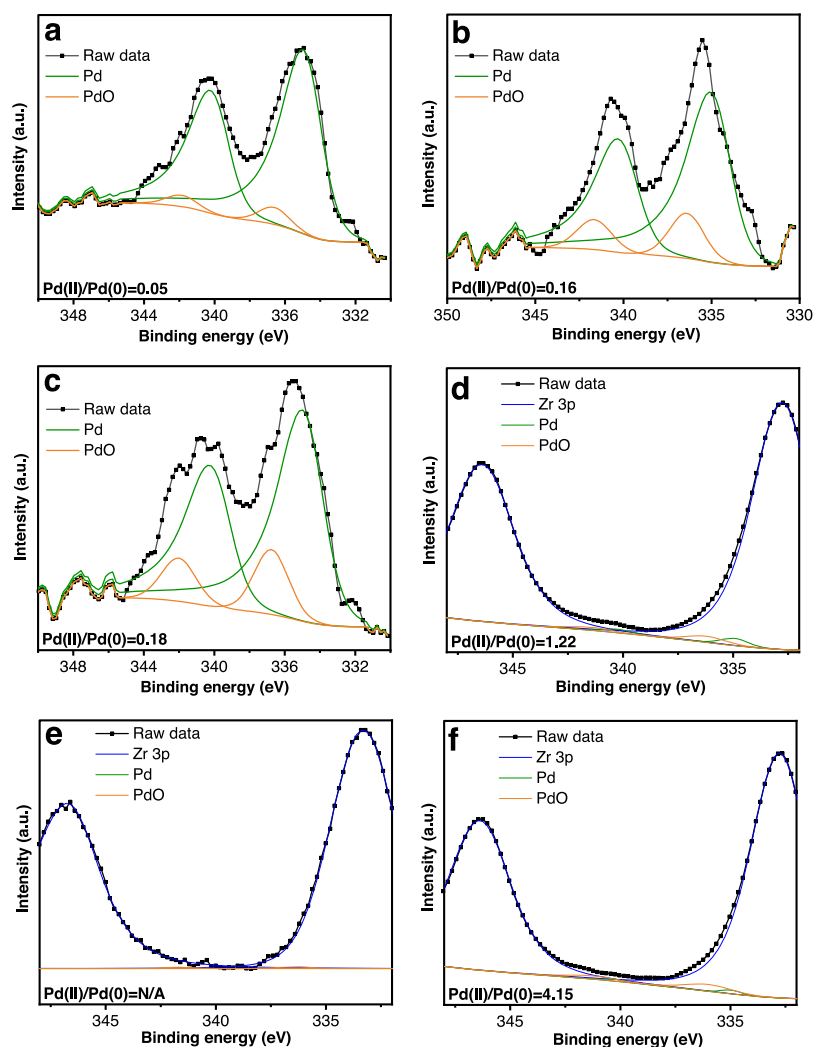 a
Raw data
Pd
PdO
Intensity (a.u.)
Pd(II)/Pd(0)=0.05
348 344 340 336 332
Binding energy (eV)
b
Raw data
Pd
PdO
Intensity (a.u.)
Pd(II)/Pd(0)=0.16
350 345 340 335 330
Binding energy (eV)
c
Raw data
Pd
PdO
Intensity (a.u.)
Pd(II)/Pd(0)=0.18
348 344 340 336 332
Binding energy (eV)
d
Raw data
Zr 3p
Pd
PdO
Intensity (a.u.)
Pd(II)/Pd(0)=1.22
345 340 335
Binding energy (eV)
e
Raw data
Zr 3p
Pd
PdO
Intensity (a.u.)
Pd(II)/Pd(0)=N/A
345 340 335
Binding energy (eV)
f
Raw data
Zr 3p
Pd
PdO
Intensity (a.u.)
Pd(II)/Pd(0)=4.15
345 340 335
Binding energy (eV)